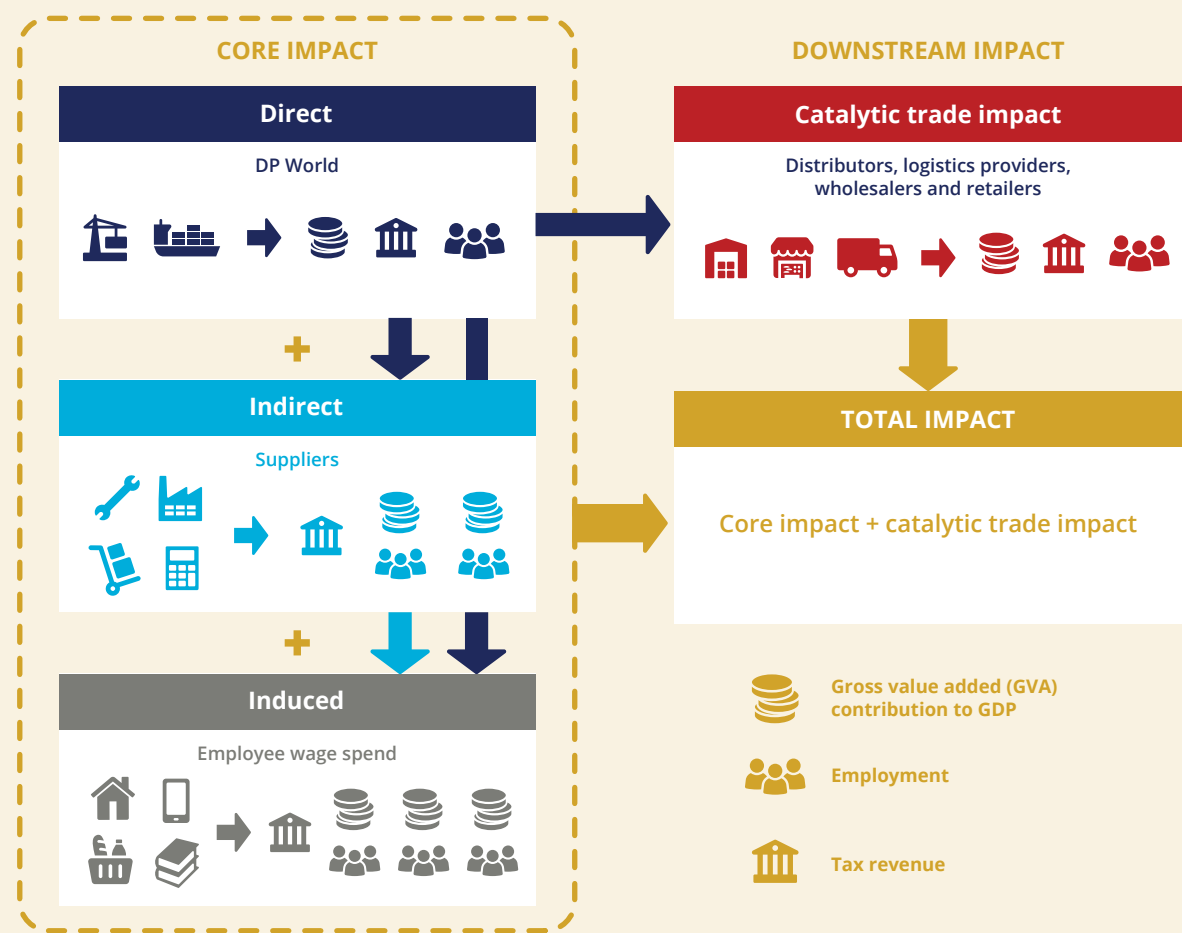 CORE IMPACT
Direct
DP World
Indirect
Suppliers
Induced
Employee wage spend
DOWNSTREAM IMPACT
Catalytic trade impact
Distributors, logistics providers,
wholesalers and retailers
TOTAL IMPACT
Core impact + catalytic trade impact
Gross value added (GVA)
contribution to GDP
Employment
Tax revenue